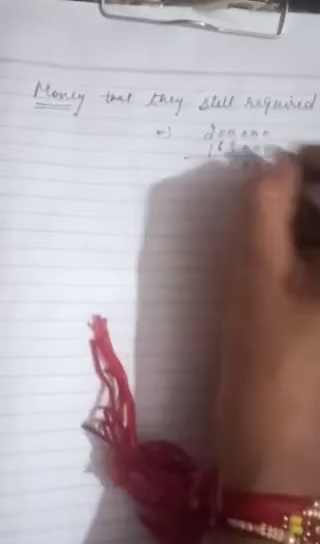 Money that they still required
=) 200000